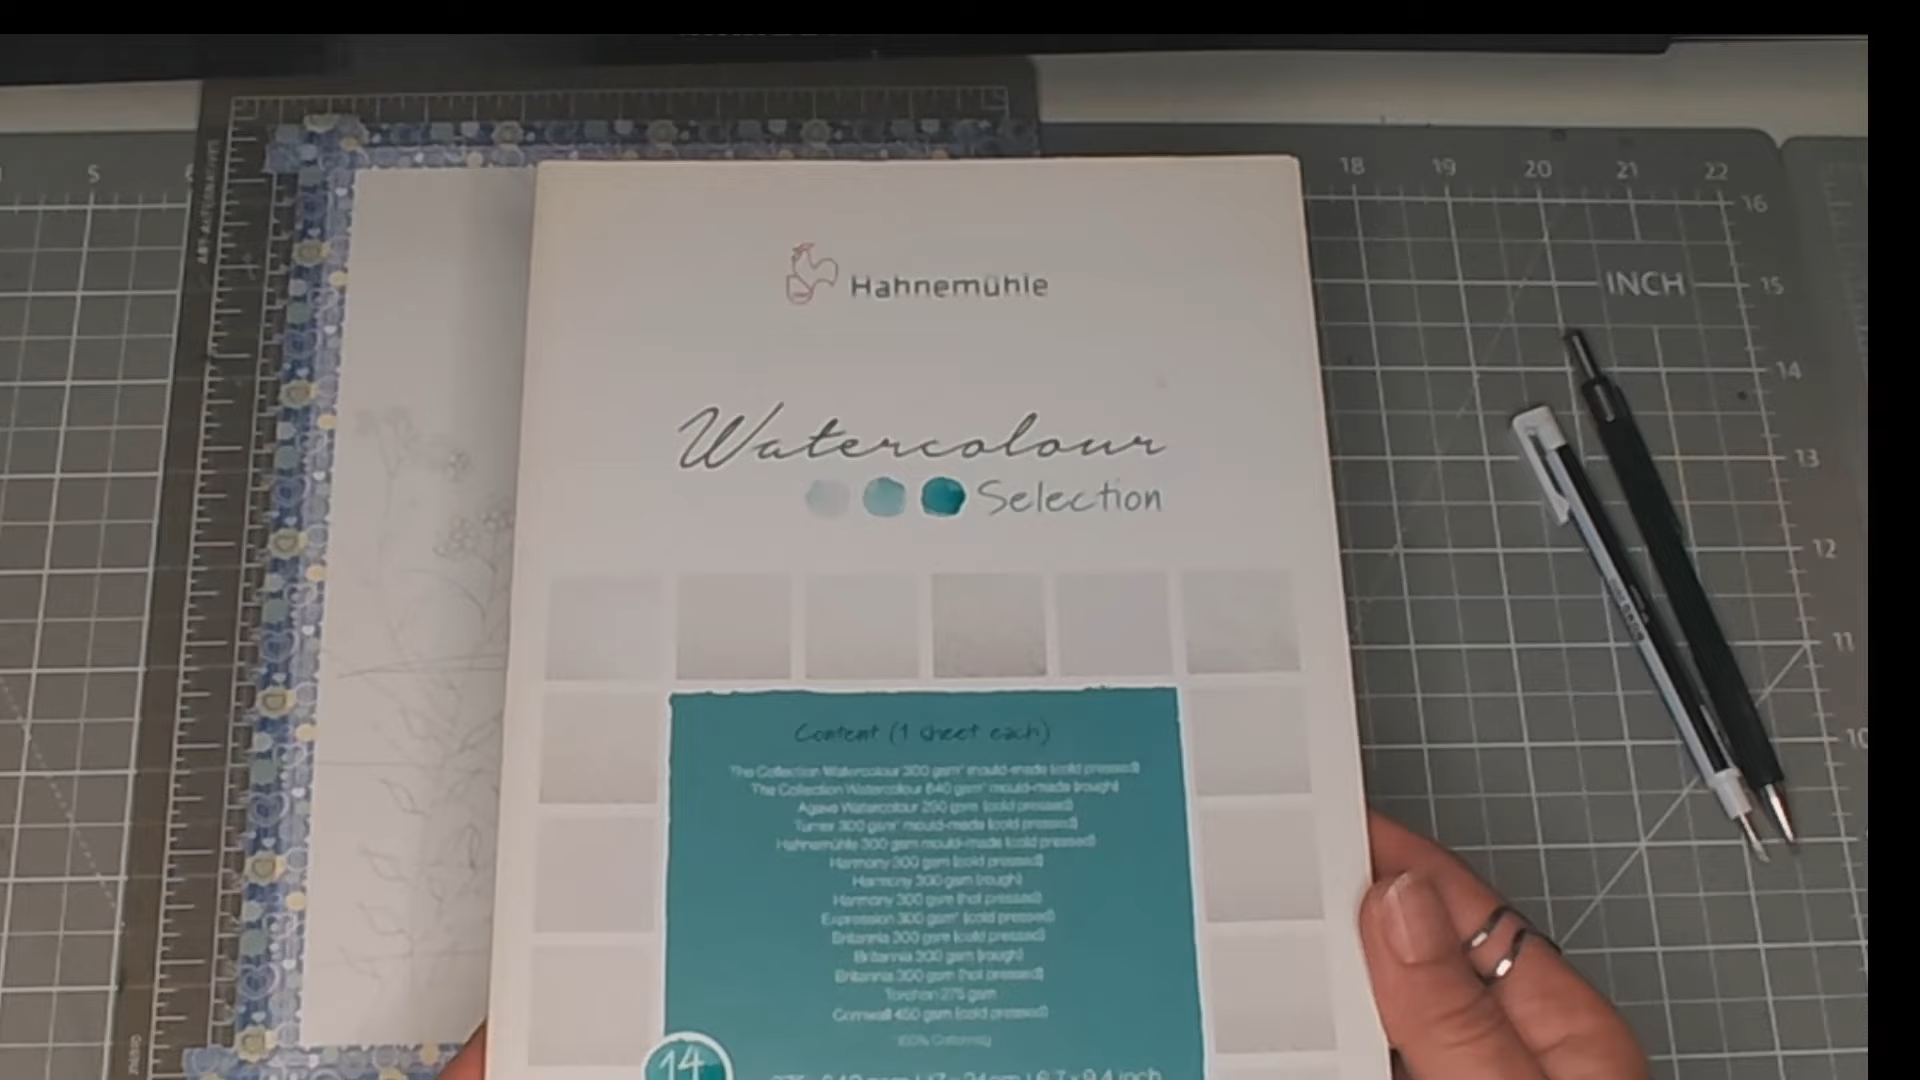 5
18 19 20 21 22
16
Hahnemühle
INCH 15
14
Watercolour
13
Selection
12
11
10
Content (1 sheet each)
The Collection Watercolour 300 gsm* mould-made (cold pressed)
The Collection Watercolour 640 gsm* mould-made (rough)
Agave Watercolour 290 gsm (cold pressed)
Turner 300 gsm* mould-made (cold pressed)
Hahnemühle 300 gsm mould-made (cold pressed)
Harmony 300 gsm (cold pressed)
Harmony 300 gsm (rough)
Harmony 300 gsm (hot pressed)
Expression 300 gsm* (cold pressed)
Britannia 300 gsm (cold pressed)
Britannia 300 gsm (rough)
Britannia 300 gsm (hot pressed)
Torchon 275 gsm
Cornwall 450 gsm (cold pressed)
14